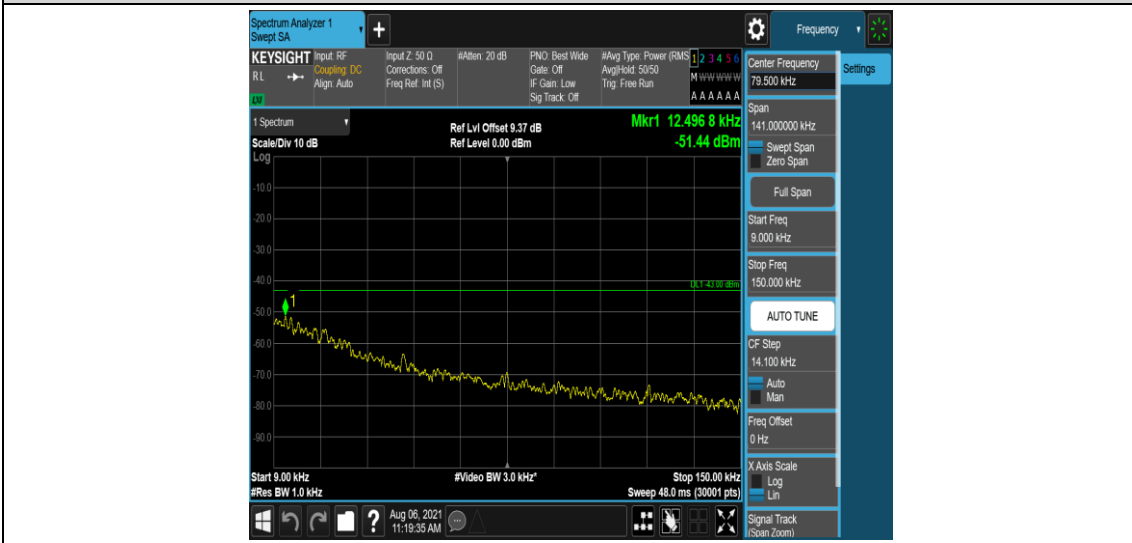 Spectrum Analyzer 1
Swept SA
+
Frequency
KEYSIGHT
RL
LXI
Input: RF
Coupling: DC
Align: Auto
Input Z: 50 Ω
Corrections: Off
Freq Ref: Int (S)
#Atten: 20 dB
PNO: Best Wide
Gate: Off
IF Gain: Low
Sig Track: Off
#Avg Type: Power (RMS
Avg|Hold: 50/50
Trig: Free Run
1 2 3 4 5 6
M W W W W W
A A A A A A
1 Spectrum
Scale/Div 10 dB
Log
Ref Lvl Offset 9.37 dB
Ref Level 0.00 dBm
Mkr1 12.496 8 kHz
-51.44 dBm
-10.0
-20.0
-30.0
-40.0
-50.0
-60.0
-70.0
-80.0
-90.0
DL1 -43.00 dBm
1
Start 9.00 kHz
#Res BW 1.0 kHz
#Video BW 3.0 kHz*
Stop 150.00 kHz
Sweep 48.0 ms (30001 pts)
?
Aug 06, 2021
11:19:35 AM
Center Frequency
79.500 kHz
Span
141.000000 kHz
Swept Span
Zero Span
Full Span
Start Freq
9.000 kHz
Stop Freq
150.000 kHz
AUTO TUNE
CF Step
14.100 kHz
Auto
Man
Freq Offset
0 Hz
X Axis Scale
Log
Lin
Signal Track
(Span Zoom)
Settings